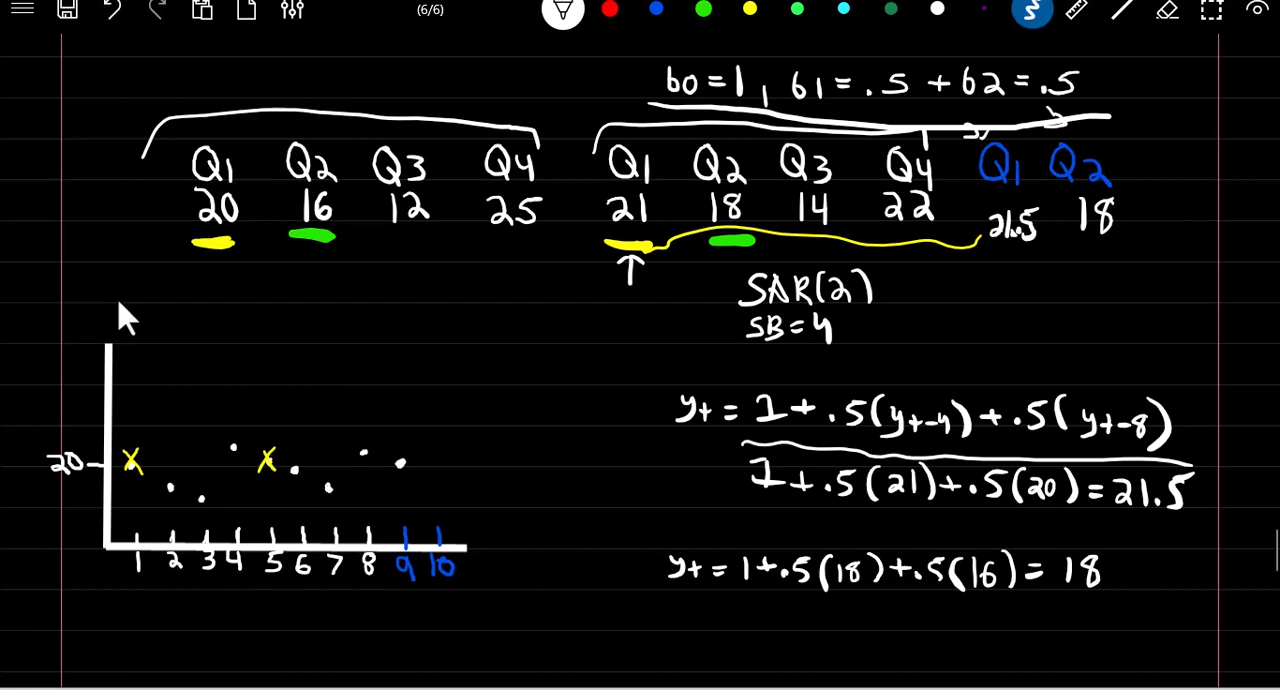 (6/6)
b0 = 1, b1 = .5 + b2 = .5
Q1 Q2 Q3 Q4 Q1 Q2 Q3 Q4 Q1 Q2
20 16 12 25 21 18 14 22 21.5 18
SAR(2)
SB = 4
yt = 1 + .5(yt-4) + .5(yt-8)
1 + .5(21) + .5(20) = 21.5
yt = 1 + .5(18) + .5(16) = 18
20
1 2 3 4 5 6 7 8 9 10